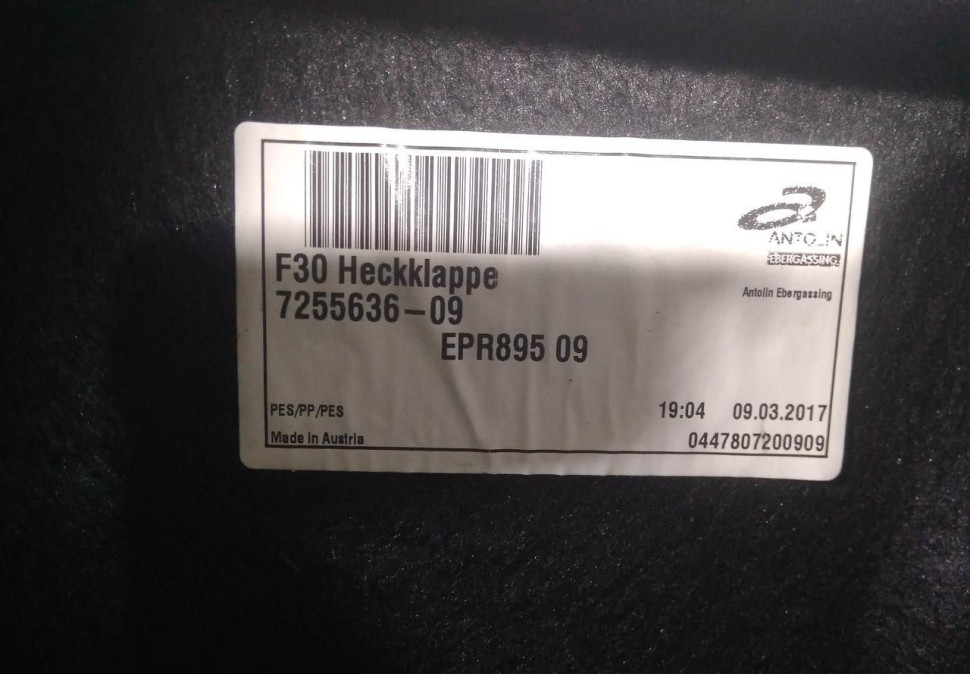 F30 Heckklappe
7255636-09
EPR895 09
ANTOLIN
EBERGASSING
Antolin Ebergassing
PES/PP/PES
19:04 09.03.2017
Made in Austria
0447807200909